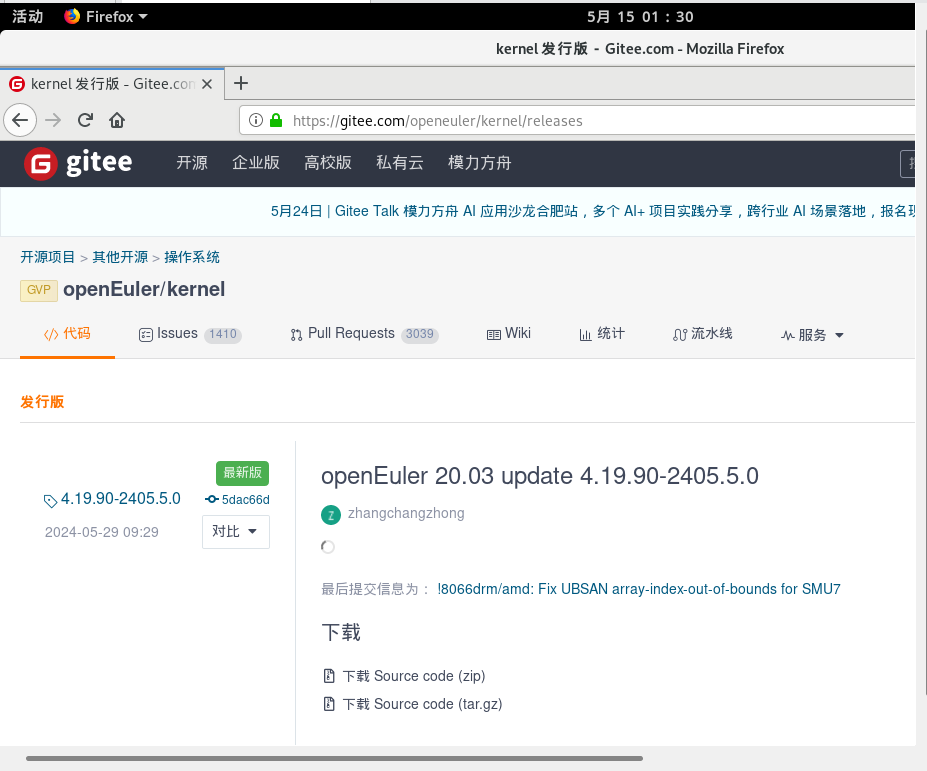 活动 Firefox 5月 15 01：30
kernel 发行版 - Gitee.com - Mozilla Firefox
kernel 发行版 - Gitee.com
https://gitee.com/openeuler/kernel/releases
gitee 开源 企业版 高校版 私有云 模力方舟
5月24日 | Gitee Talk 模力方舟 AI 应用沙龙合肥站，多个 AI+ 项目实践分享，跨行业 AI 场景落地，报名现
开源项目 > 其他开源 > 操作系统
GVP openEuler/kernel
代码 Issues 1410 Pull Requests 3039 Wiki 统计 流水线 服务
发行版
最新版
4.19.90-2405.5.0 5dac66d
2024-05-29 09:29 对比
openEuler 20.03 update 4.19.90-2405.5.0
Z zhangchangzhong
最后提交信息为： !8066drm/amd: Fix UBSAN array-index-out-of-bounds for SMU7
下载
下载 Source code (zip)
下载 Source code (tar.gz)